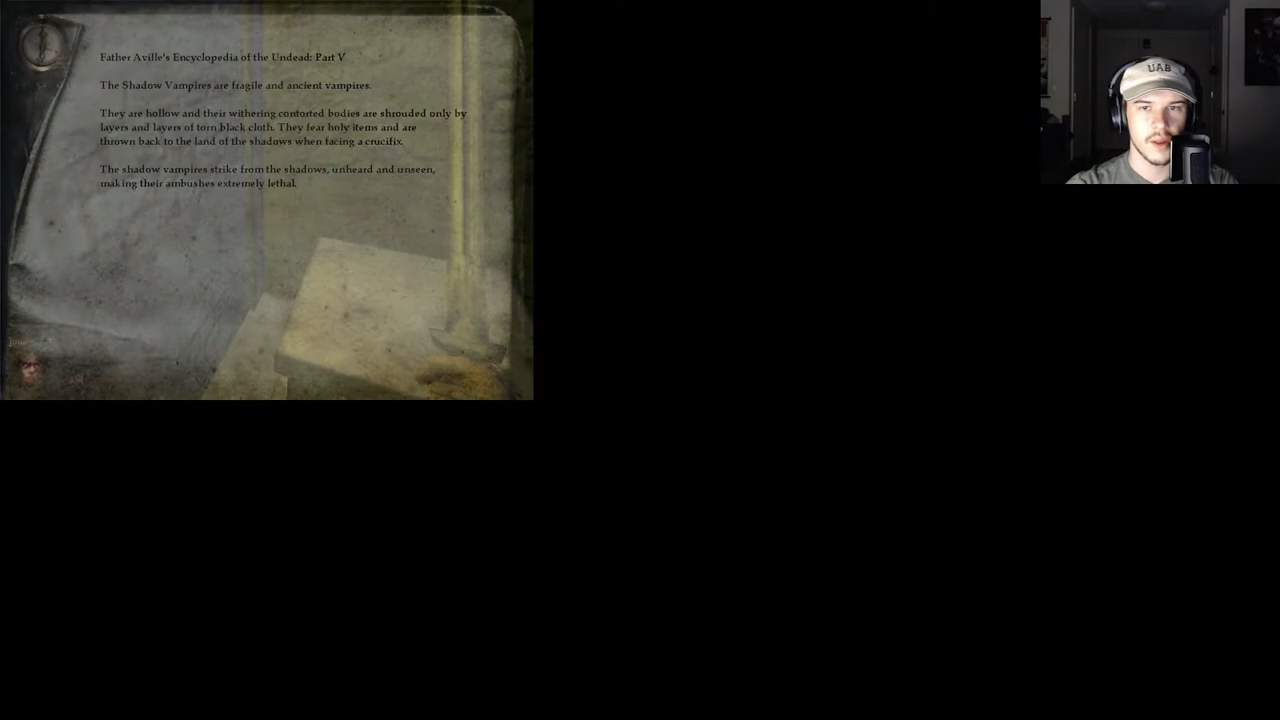 Father Aville's Encyclopedia of the Undead: Part V
The Shadow Vampires are fragile and ancient vampires.
They are hollow and their withering contorted bodies are shrouded only by
layers and layers of torn black cloth. They fear holy items and are
thrown back to the land of the shadows when facing a crucifix.
The shadow vampires strike from the shadows, unheard and unseen,
making their ambushes extremely lethal.
UAB